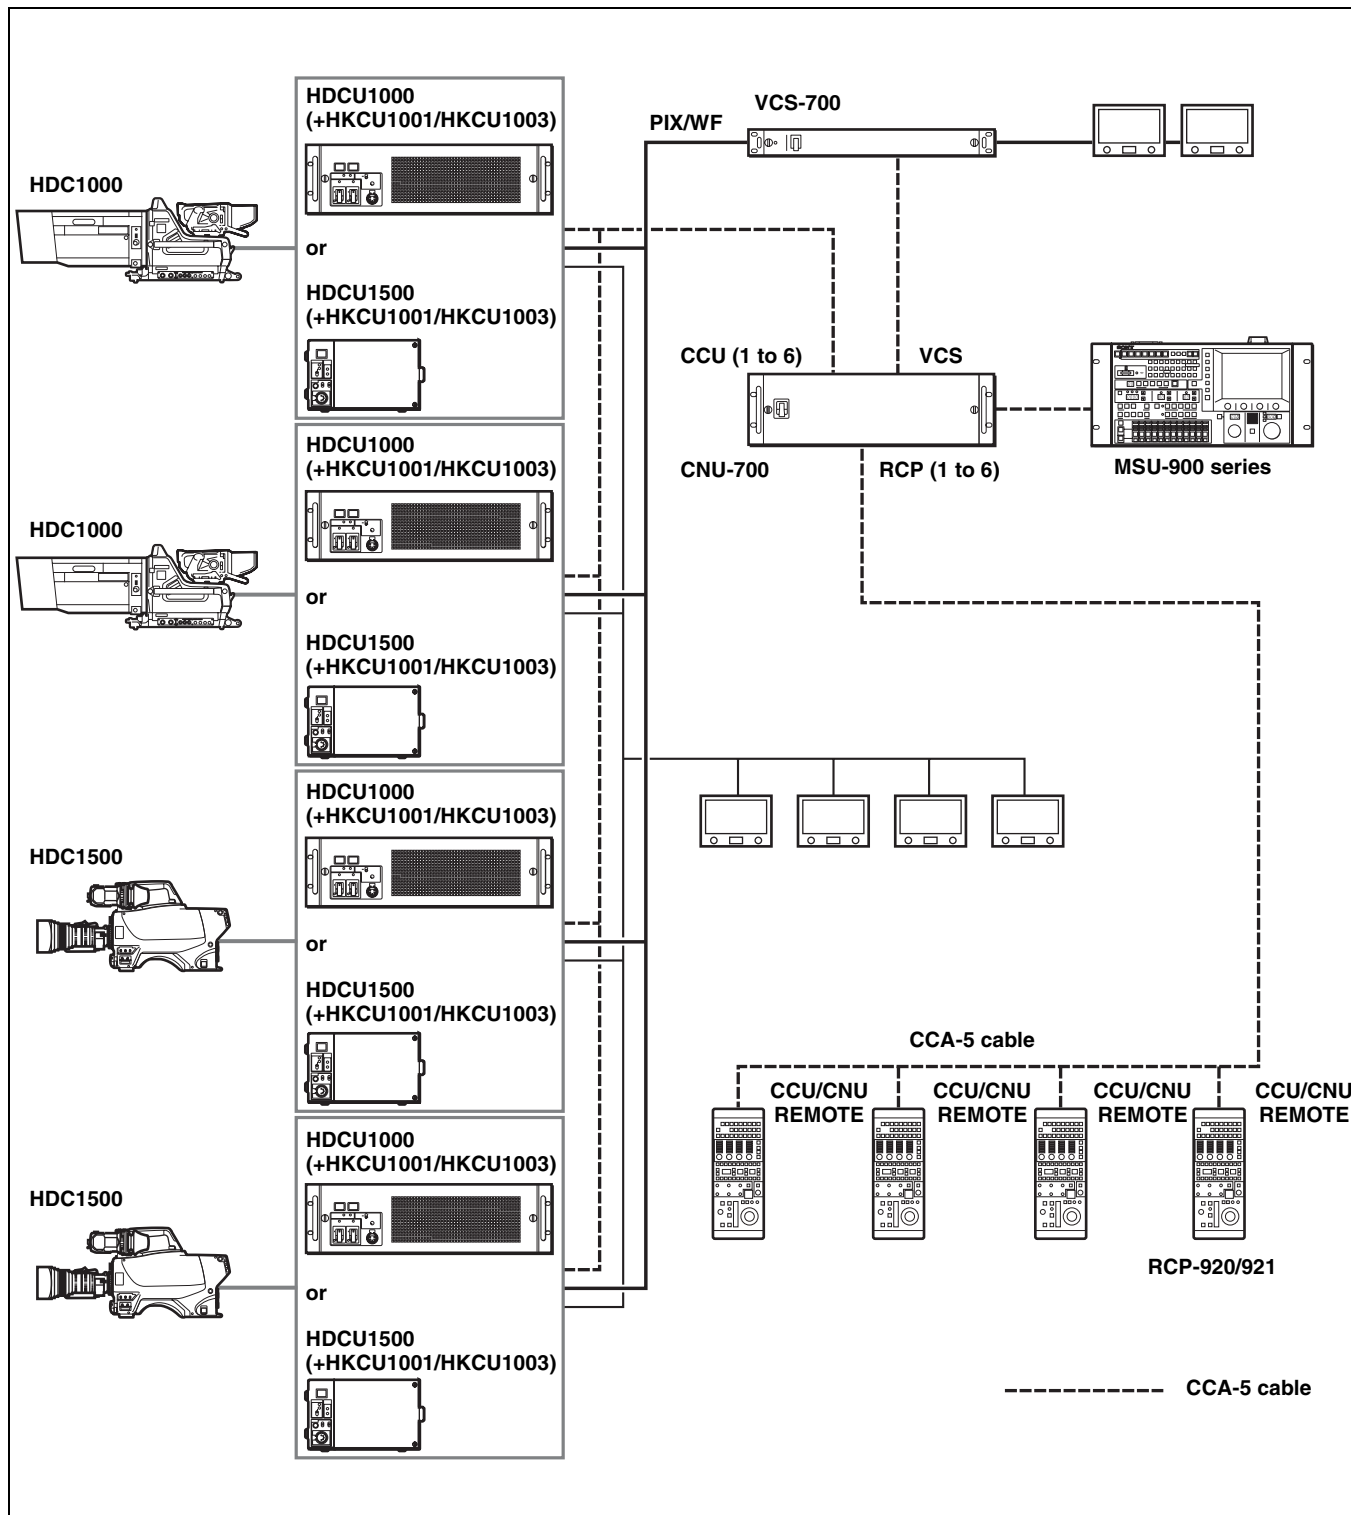 HDCU1000
(+HKCU1001/HKCU1003)
VCS-700
PIX/WF
HDC1000
or
HDCU1500
(+HKCU1001/HKCU1003)
CCU (1 to 6)
VCS
SONY
HDCU1000
(+HKCU1001/HKCU1003)
CNU-700
RCP (1 to 6)
MSU-900 series
HDC1000
or
HDCU1500
(+HKCU1001/HKCU1003)
HDCU1000
(+HKCU1001/HKCU1003)
HDC1500
or
HDCU1500
(+HKCU1001/HKCU1003)
CCA-5 cable
CCU/CNU
REMOTE
CCU/CNU
REMOTE
CCU/CNU
REMOTE
CCU/CNU
REMOTE
HDCU1000
(+HKCU1001/HKCU1003)
HDC1500
RCP-920/921
or
HDCU1500
(+HKCU1001/HKCU1003)
CCA-5 cable